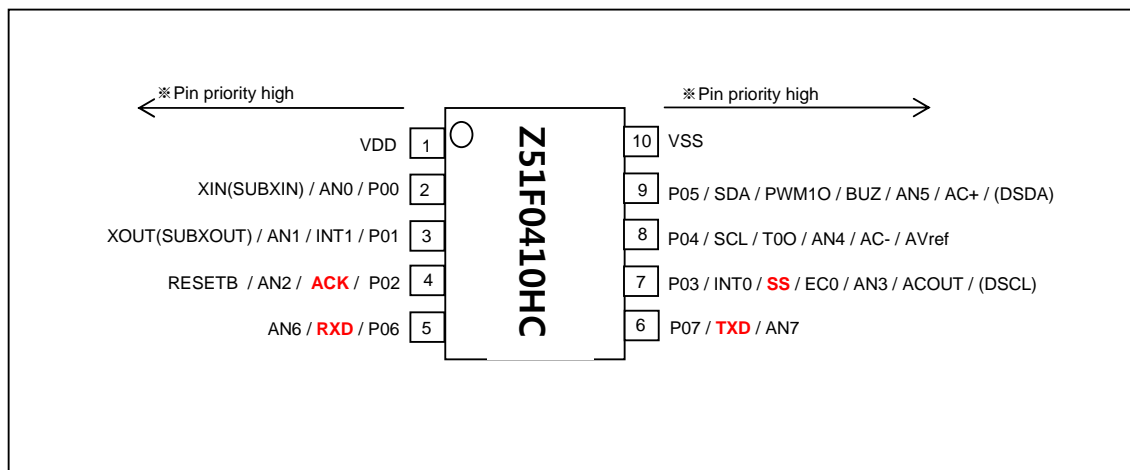 ※Pin priority high
※Pin priority high
VDD 1
XIN(SUBXIN) / AN0 / P00 2
XOUT(SUBXOUT) / AN1 / INT1 / P01 3
RESETB / AN2 / ACK / P02 4
AN6 / RXD / P06 5
Z51F0410HC
10 VSS
9 P05 / SDA / PWM1O / BUZ / AN5 / AC+ / (DSDA)
8 P04 / SCL / T0O / AN4 / AC- / AVref
7 P03 / INT0 / SS / EC0 / AN3 / ACOUT / (DSCL)
6 P07 / TXD / AN7